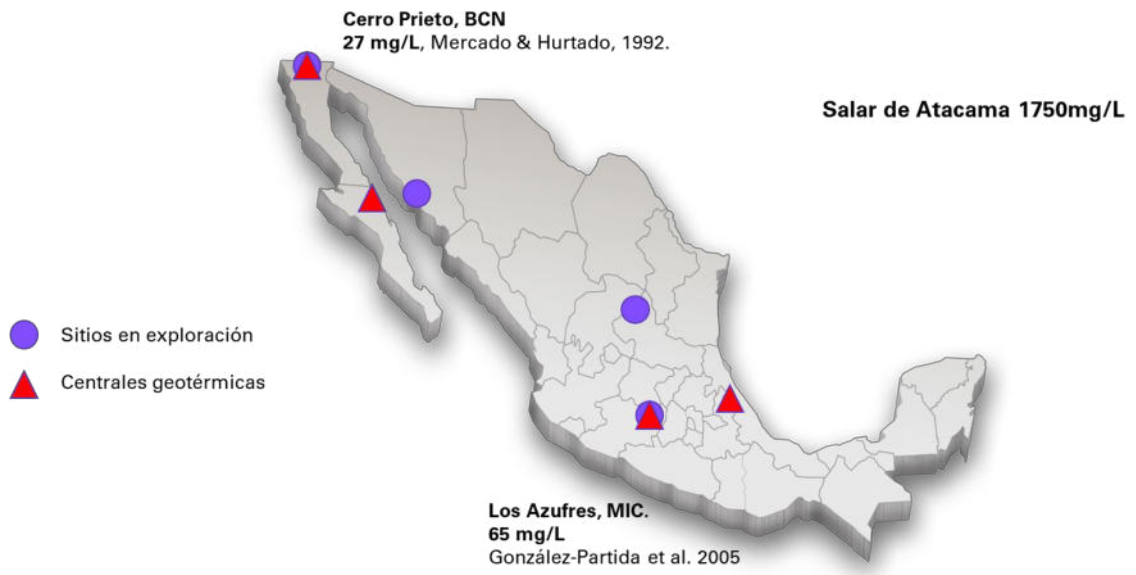 Cerro Prieto, BCN
27 mg/L, Mercado & Hurtado, 1992.
Salar de Atacama 1750mg/L
Sitios en exploración
Centrales geotérmicas
Los Azufres, MIC.
65 mg/L
González-Partida et al. 2005